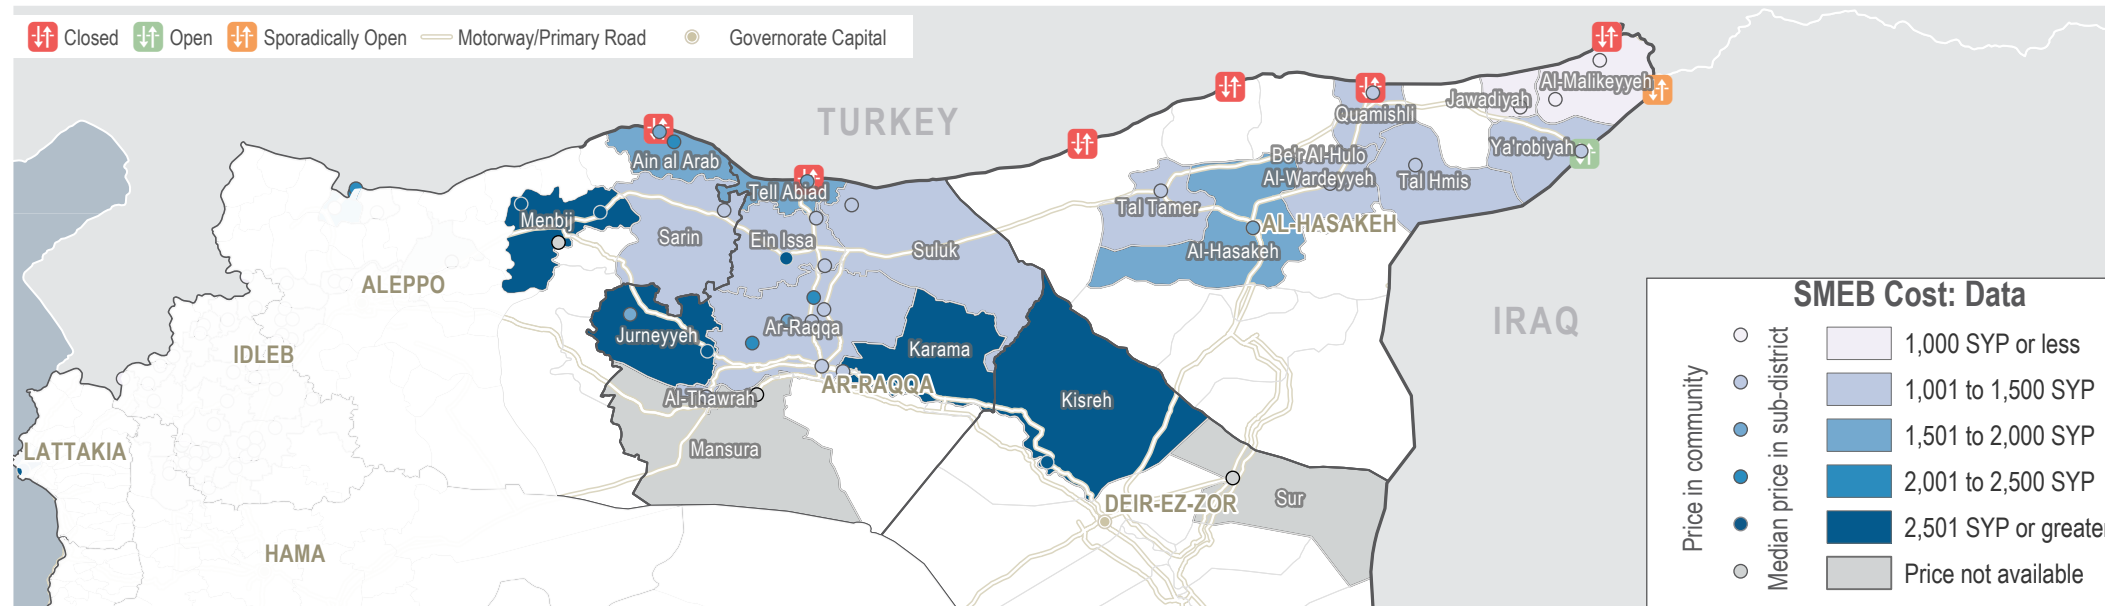 Closed Open Sporadically Open Motorway/Primary Road Governorate Capital
TURKEY
Al-Malikeyyeh
Jawadiyah
Quamishli
Ain al Arab
Be'r Al-Hulo
Al-Wardeyyeh
Ya'robiyah
Tal Hmis
Tell Abiad
Menbij
Tal Tamer
AL-HASAKEH
Sarin
Ein Issa
Suluk
Al-Hasakeh
ALEPPO
IRAQ
Jurneyyeh
Ar-Raqqa
Karama
IDLEB
AR-RAQQA
Al-Thawrah
Kisreh
LATTAKIA
Mansura
DEIR-EZ-ZOR
Sur
HAMA
SMEB Cost: Data
Price in community
Median price in sub-district
1,000 SYP or less
1,001 to 1,500 SYP
1,501 to 2,000 SYP
2,001 to 2,500 SYP
2,501 SYP or greater
Price not available